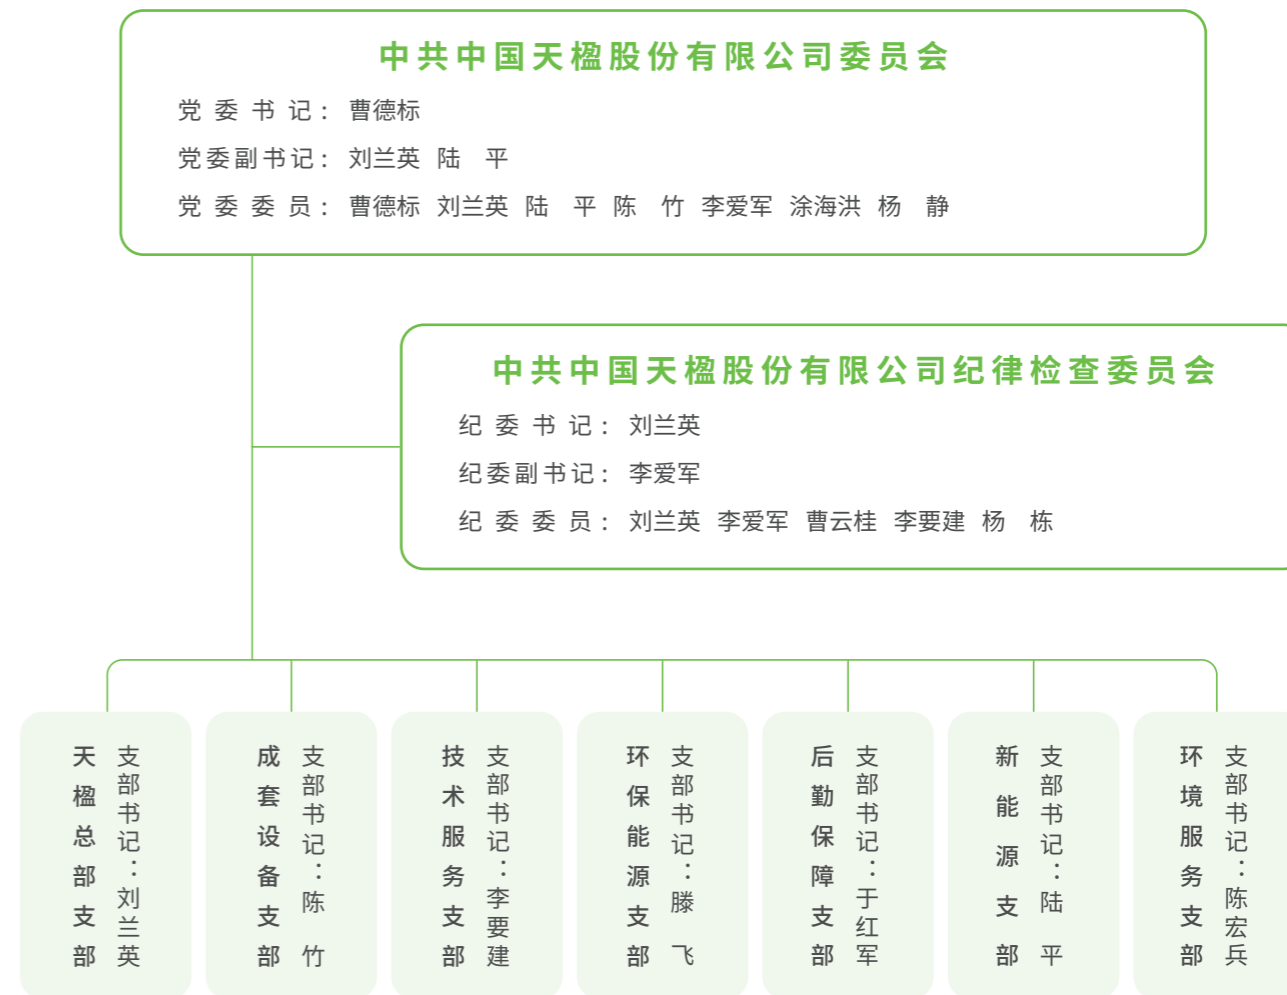 中共中国天楹股份有限公司委员会
党委书记：曹德标
党委副书记：刘兰英 陆　平
党委委员：曹德标 刘兰英 陆　平 陈　竹 李爱军 涂海洪 杨　静
中共中国天楹股份有限公司纪律检查委员会
纪委书记：刘兰英
纪委副书记：李爱军
纪委委员：刘兰英 李爱军 曹云桂 李要建 杨　栋
天楹总部支部
支部书记：刘兰英
成套设备支部
支部书记：陈　竹
技术服务支部
支部书记：李要建
环保能源支部
支部书记：滕　飞
后勤保障支部
支部书记：于红军
新能源支部
支部书记：陆　平
环境服务支部
支部书记：陈宏兵